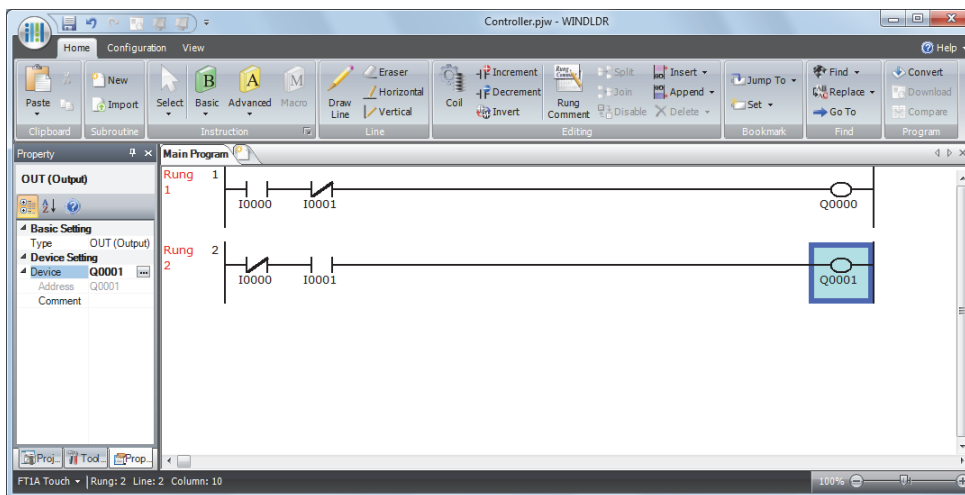 Controller.pjw - WINDLDR
Home Configuration View Help
Paste
Clipboard
New
Import
Subroutine
Select Basic Advanced Macro
B A M
Instruction
Draw Line
Eraser
Horizontal
Vertical
Line
Coil
Increment
Decrement
Invert
Rung Comment
Split
Join
Disable
Insert
Append
Delete
Editing
Jump To
Set
Bookmark
Find
Replace
Go To
Find
Convert
Download
Compare
Program
Property
OUT (Output)
Basic Setting
Type OUT (Output)
Device Setting
Device Q0001 ...
Address Q0001
Comment
Proj... Tool... Prop...
Main Program
Rung 1
1
I0000 I0001 Q0000
Rung 2
2
I0000 I0001 Q0001
FT1A Touch Rung: 2 Line: 2 Column: 10 100%